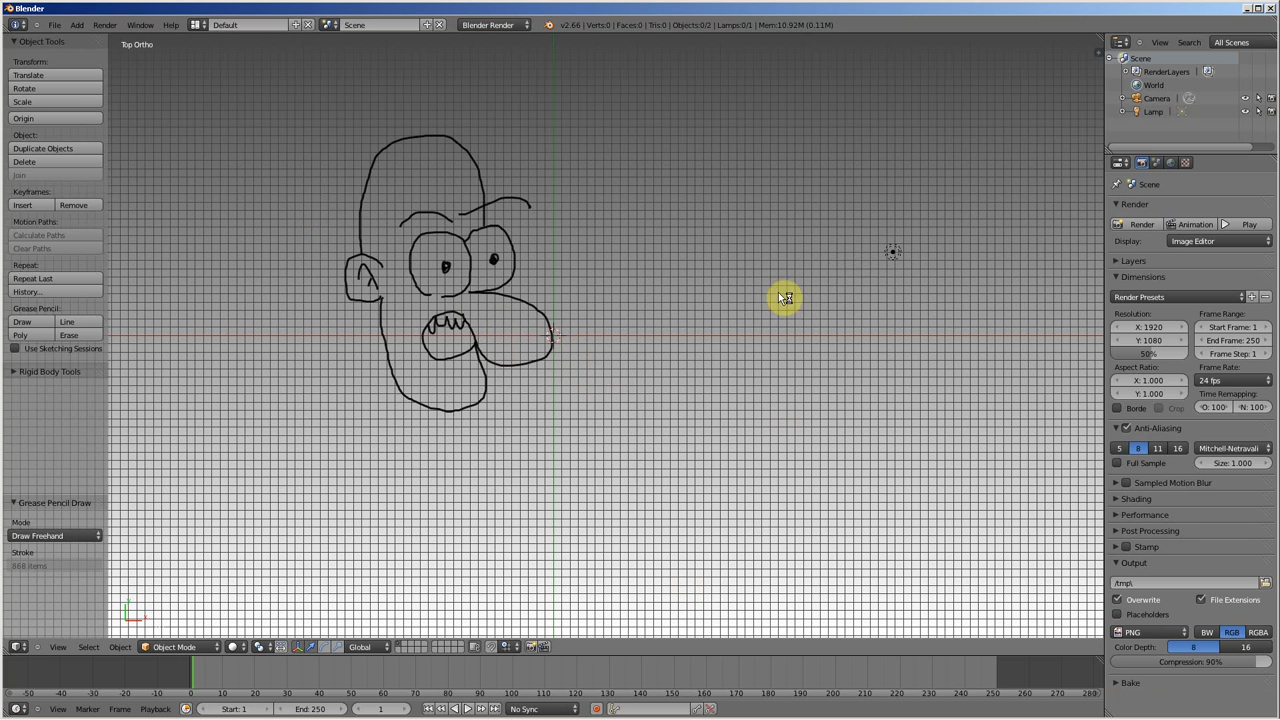 Blender
File Add Render Window Help Default Scene Blender Render v2.66 | Verts:0 | Faces:0 | Tris:0 | Objects:0/2 | Lamps:0/1 | Mem:10.92M (0.11M)
Object Tools
Transform:
Translate
Rotate
Scale
Origin
Object:
Duplicate Objects
Delete
Join
Keyframes:
Insert Remove
Motion Paths:
Calculate Paths
Clear Paths
Repeat:
Repeat Last
History...
Grease Pencil:
Draw Line
Poly Erase
Use Sketching Sessions
Rigid Body Tools
Grease Pencil Draw
Mode
Draw Freehand
Stroke
868 items
Top Ortho
View Select Object Object Mode Global
-50 -40 -30 -20 -10 0 10 20 30 40 50 60 70 80 90 100 110 120 130 140 150 160 170 180 190 200 210 220 230 240 250 260 270 280
View Marker Frame Playback Start: 1 End: 250 1 No Sync
View Search All Scenes
Scene
RenderLayers
World
Camera
Lamp
Scene
Render
Render Animation Play
Display: Image Editor
Layers
Dimensions
Render Presets
Resolution: Frame Range:
X: 1920 Start Frame: 1
Y: 1080 End Frame: 250
50% Frame Step: 1
Aspect Ratio: Frame Rate:
X: 1.000 24 fps
Y: 1.000 Time Remapping:
Borde Crop O: 100 N: 100
Anti-Aliasing
5 8 11 16 Mitchell-Netravali
Full Sample Size: 1.000
Sampled Motion Blur
Shading
Performance
Post Processing
Stamp
Output
/tmp\
Overwrite File Extensions
Placeholders
PNG BW RGB RGBA
Color Depth: 8 16
Compression: 90%
Bake